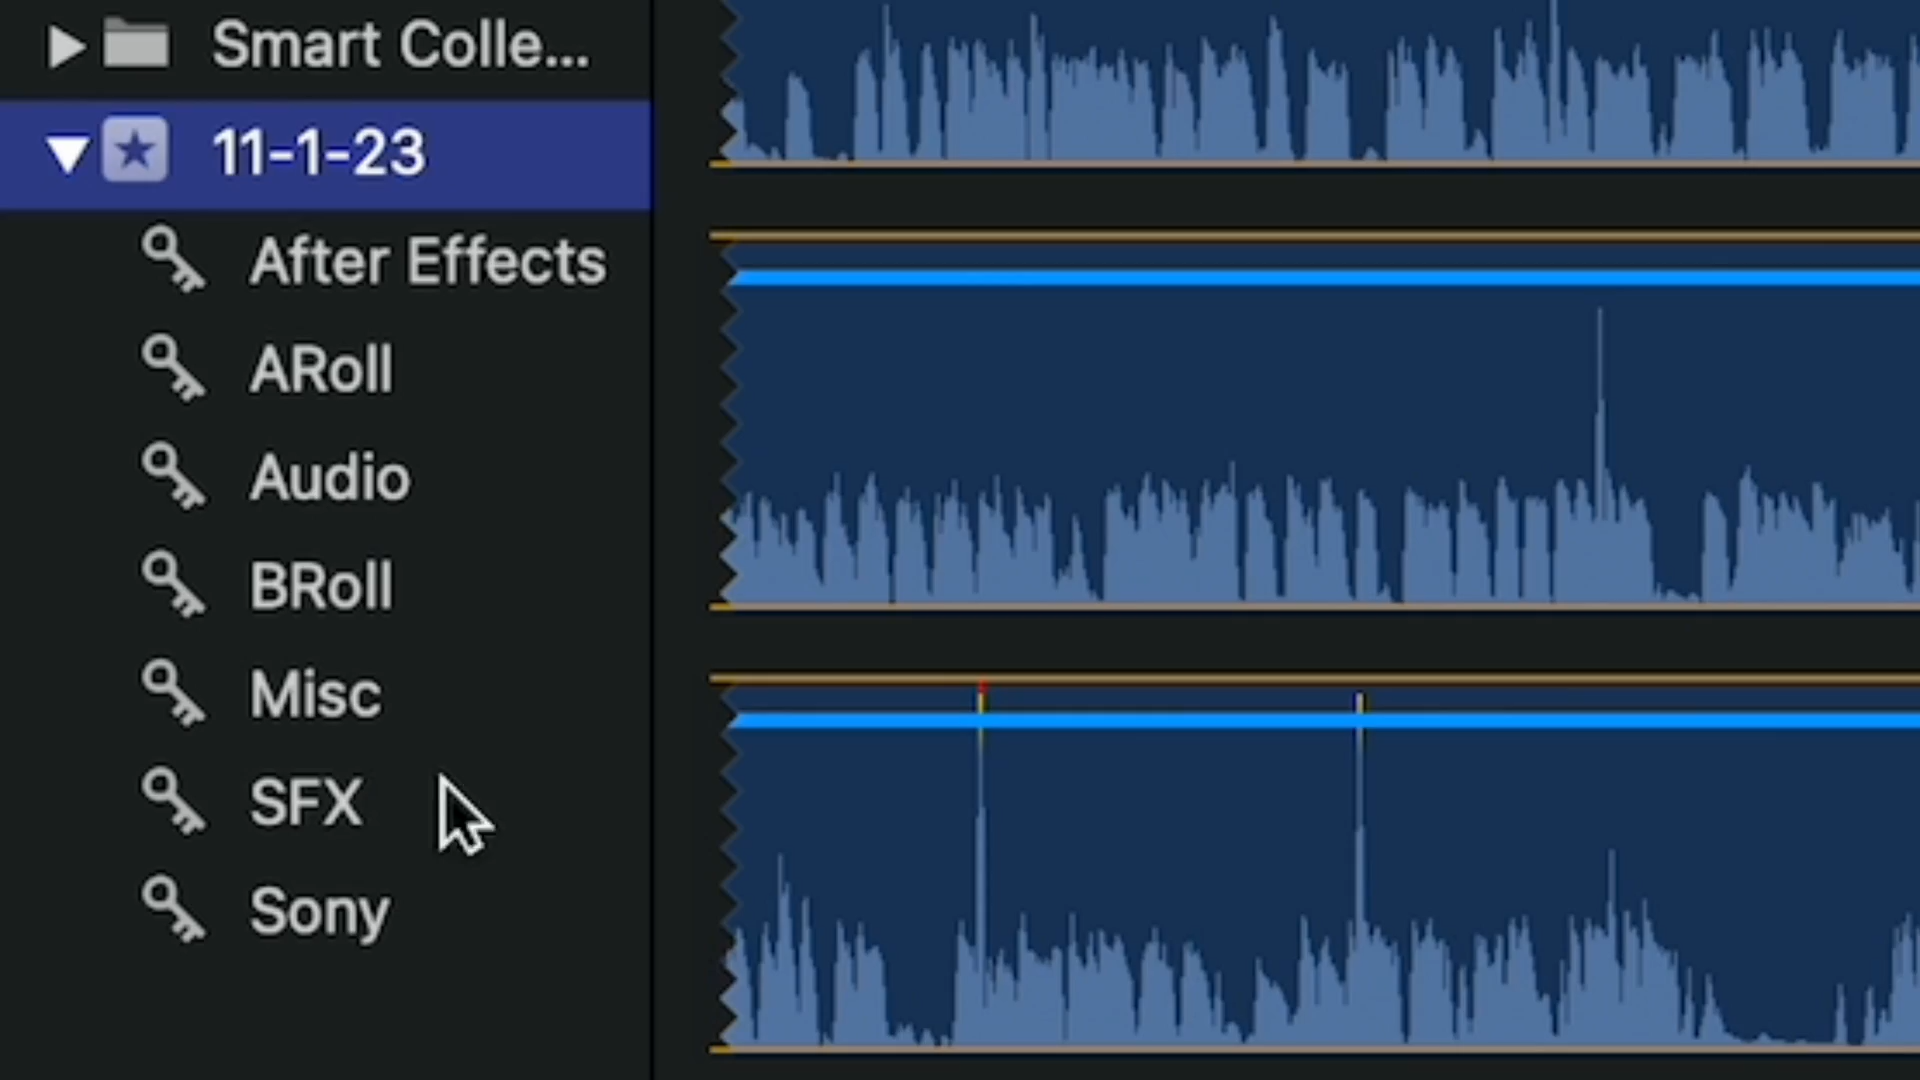 Smart Colle...
11-1-23
After Effects
ARoll
Audio
BRoll
Misc
SFX
Sony